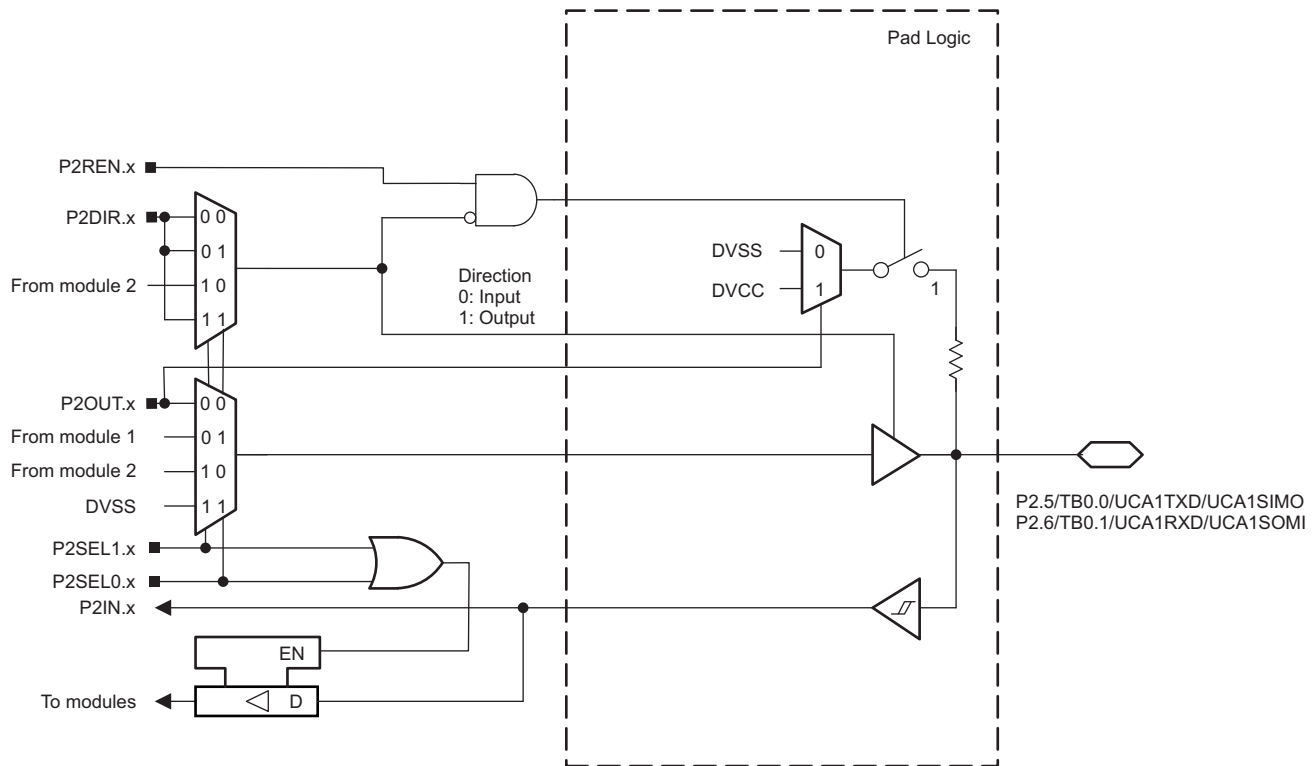 Pad Logic
P2REN.x
P2DIR.x
0 0
0 1
From module 2
1 0
1 1
Direction
0: Input
1: Output
DVSS
0
DVCC
1
1
P2OUT.x
0 0
From module 1
0 1
From module 2
1 0
DVSS
1 1
P2.5/TB0.0/UCA1TXD/UCA1SIMO
P2.6/TB0.1/UCA1RXD/UCA1SOMI
P2SEL1.x
P2SEL0.x
P2IN.x
EN
To modules
D